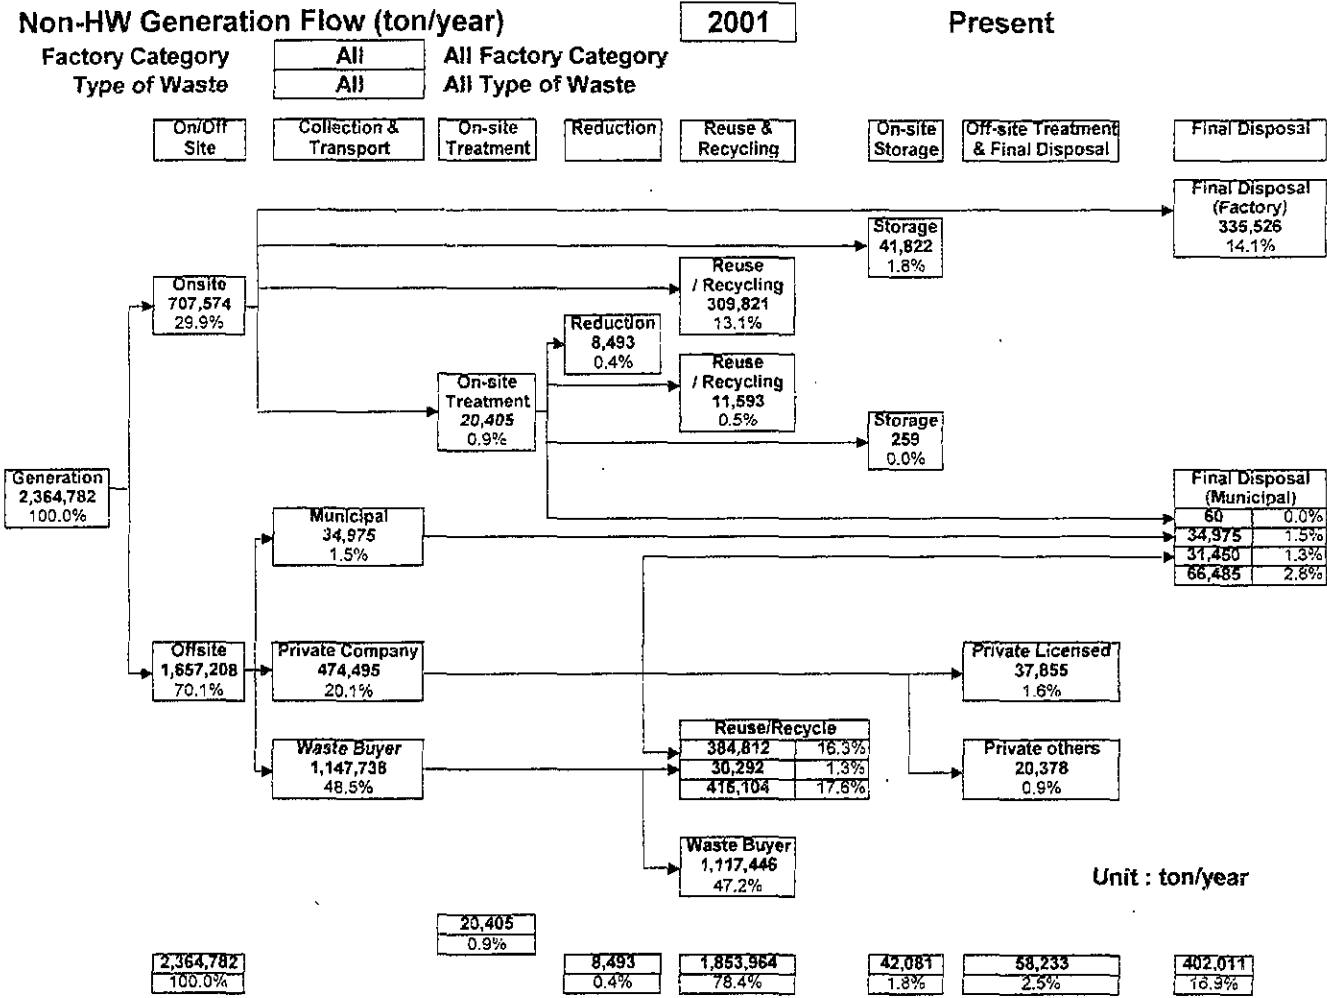 Non-HW Generation Flow (ton/year)
2001
Present
Factory Category
All
All Factory Category
Type of Waste
All
All Type of Waste
On/Off
Site
Collection &
Transport
On-site
Treatment
Reduction
Reuse &
Recycling
On-site
Storage
Off-site Treatment
& Final Disposal
Final Disposal
Final Disposal
(Factory)
335,526
14.1%
Storage
41,822
1.8%
Onsite
707,574
29.9%
Reuse
/ Recycling
309,821
13.1%
Reduction
8,493
0.4%
On-site
Treatment
20,405
0.9%
Reuse
/ Recycling
11,593
0.5%
Storage
259
0.0%
Generation
2,364,782
100.0%
Final Disposal
(Municipal)
60 0.0%
34,975 1.5%
31,450 1.3%
66,485 2.8%
Municipal
34,975
1.5%
Offsite
1,657,208
70.1%
Private Company
474,495
20.1%
Private Licensed
37,855
1.6%
Waste Buyer
1,147,738
48.5%
Reuse/Recycle
384,812 16.3%
30,292 1.3%
415,104 17.6%
Private others
20,378
0.9%
Waste Buyer
1,117,446
47.2%
Unit : ton/year
20,405
0.9%
2,364,782
100.0%
8,493
0.4%
1,853,964
78.4%
42,081
1.8%
58,233
2.5%
402,011
16.9%